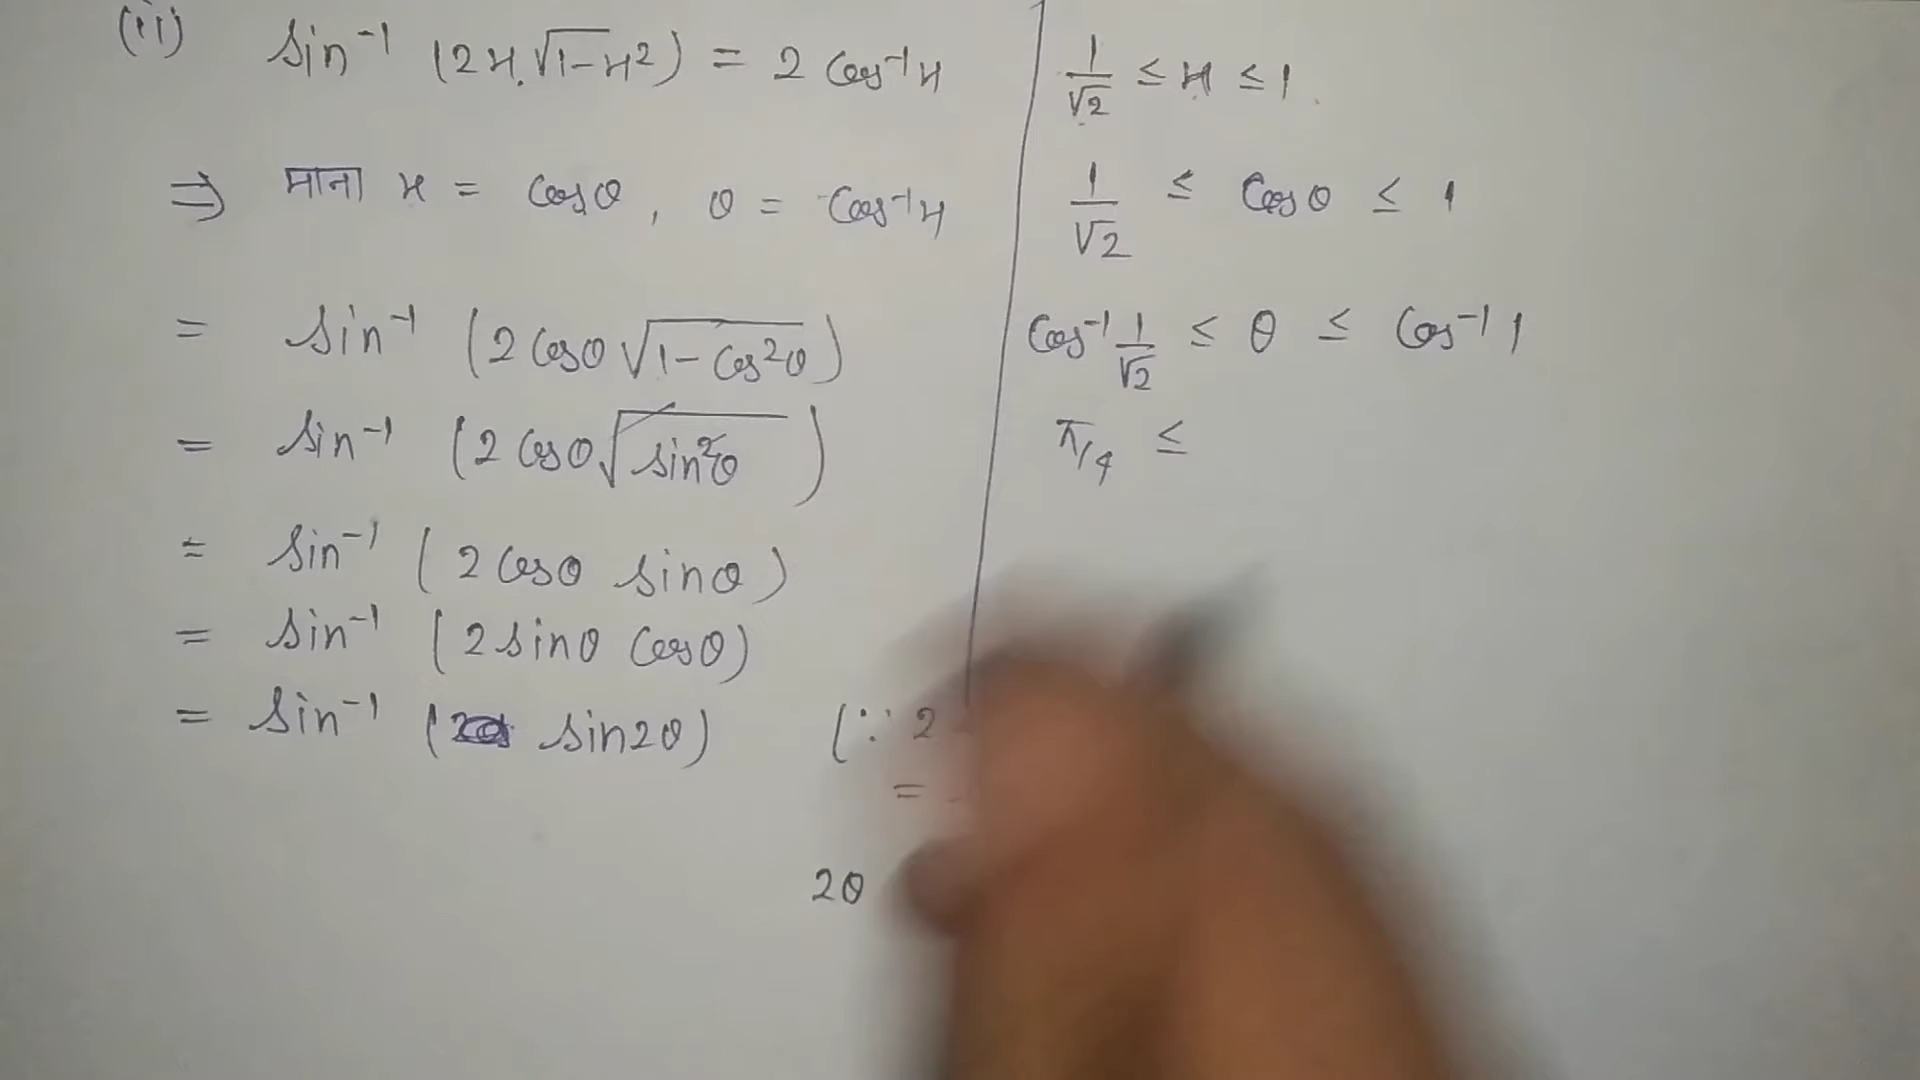 (ii) sin⁻¹ (2x.√1-x²) = 2 cos⁻¹x
⇒ माना x = cosθ, θ = cos⁻¹x
= sin⁻¹ (2 cosθ √1-cos²θ)
= sin⁻¹ (2 cosθ √sin²θ)
= sin⁻¹ (2 cosθ sinθ)
= sin⁻¹ (2 sinθ cosθ)
= sin⁻¹ ( sin2θ) (∵ 2
=
2θ
1/√2 ≤ x ≤ 1.
1/√2 ≤ cosθ ≤ 1
cos⁻¹ 1/√2 ≤ θ ≤ cos⁻¹ 1
π/4 ≤